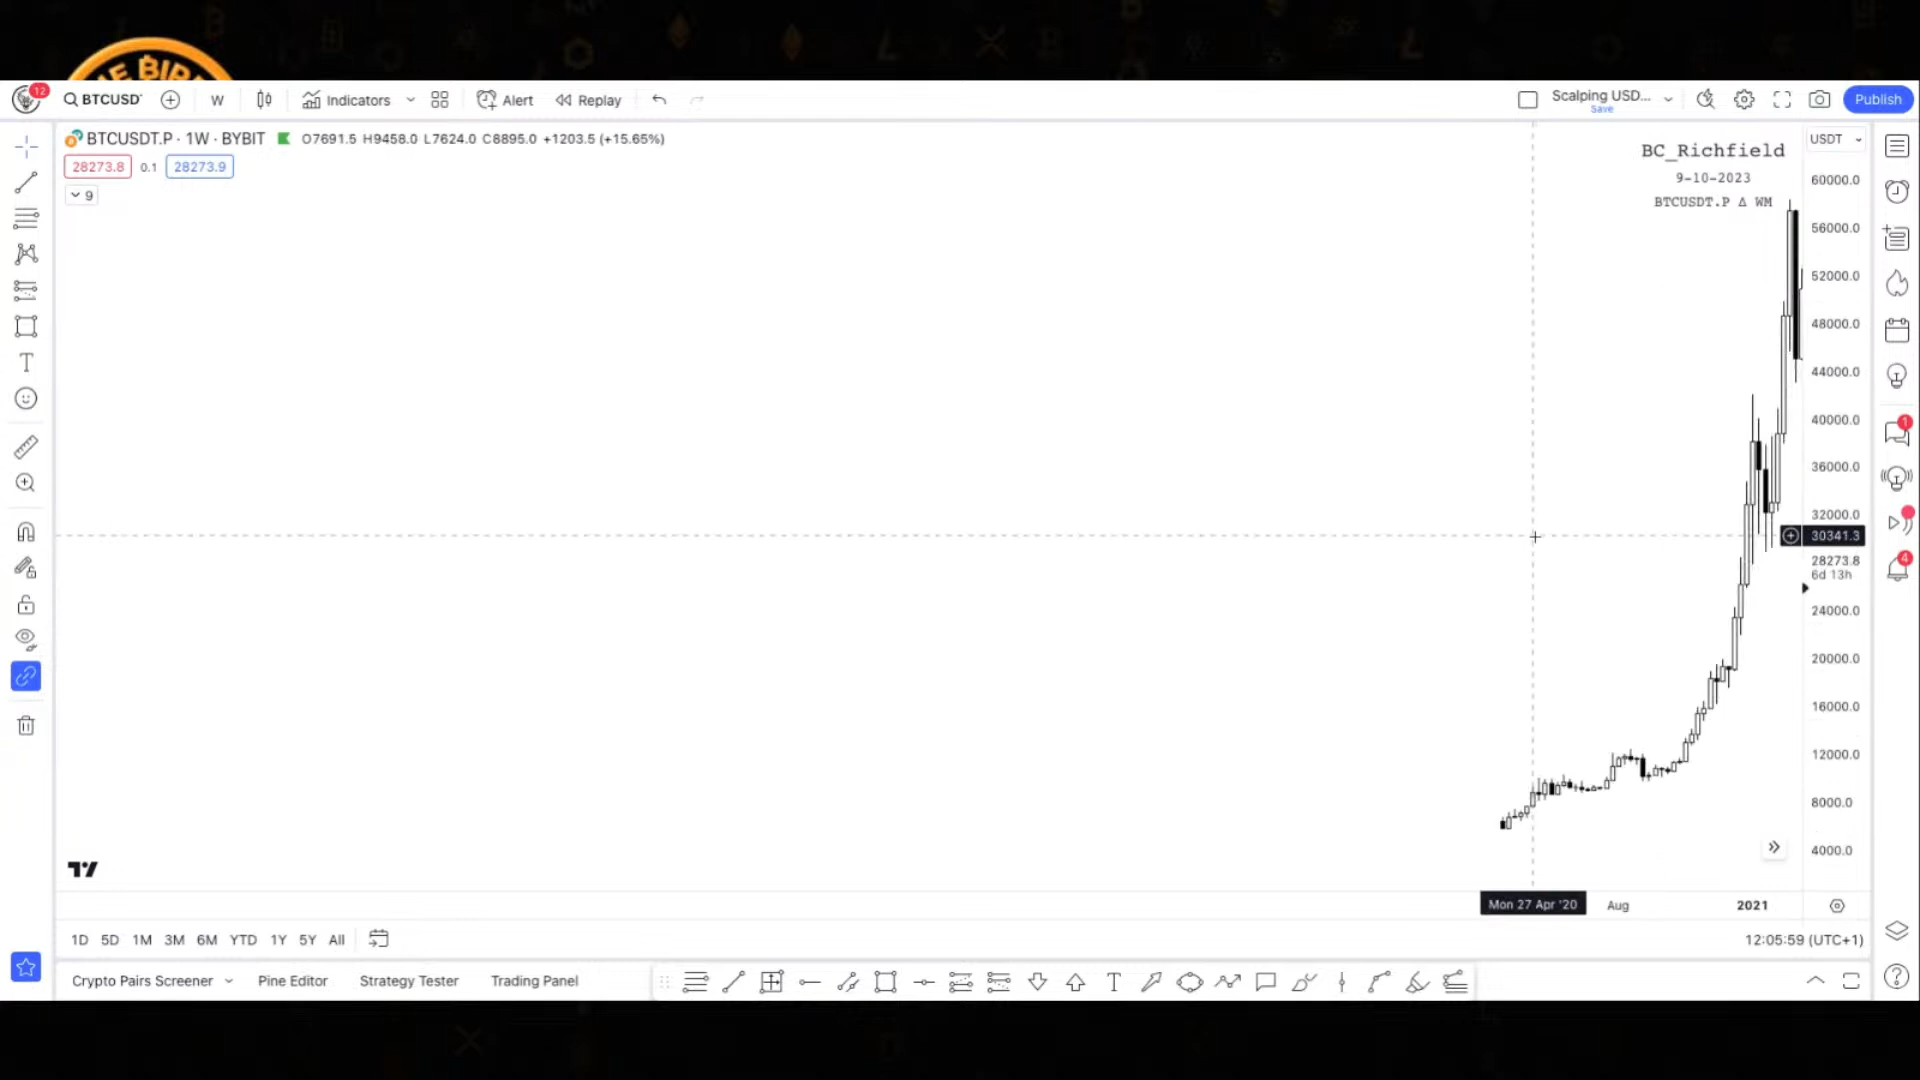 12
BTCUSD
W
Indicators
Alert
Replay
Scalping USD...
Save
Publish
BTCUSDT.P · 1W · BYBIT
O7691.5 H9458.0 L7624.0 C8895.0 +1203.5 (+15.65%)
28273.8
0.1
28273.9
9
BC_Richfield
9-10-2023
BTCUSDT.P Δ WM
USDT
60000.0
56000.0
52000.0
48000.0
44000.0
40000.0
36000.0
32000.0
30341.3
28273.8
6d 13h
24000.0
20000.0
16000.0
12000.0
8000.0
4000.0
1
4
Mon 27 Apr '20
Aug
2021
1D 5D 1M 3M 6M YTD 1Y 5Y All
12:05:59 (UTC+1)
Crypto Pairs Screener
Pine Editor
Strategy Tester
Trading Panel